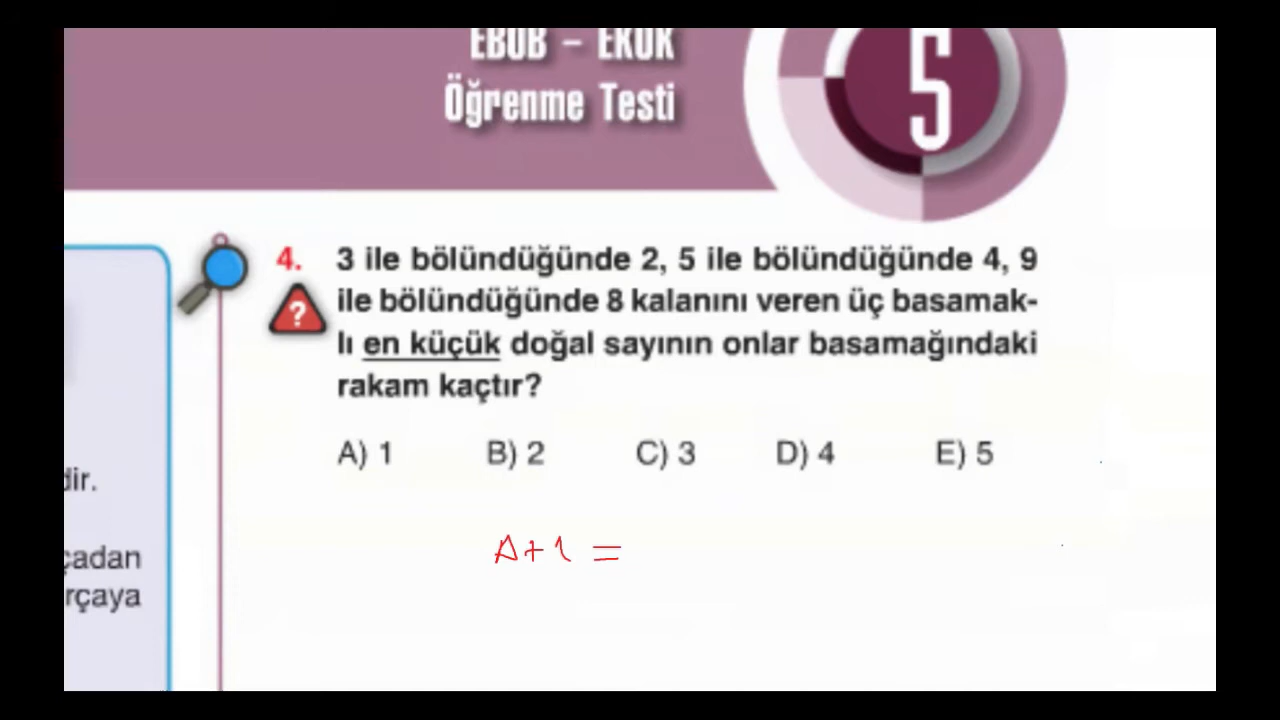 EBOB – EKOK
Öğrenme Testi
5
4. 3 ile bölündüğünde 2, 5 ile bölündüğünde 4, 9
ile bölündüğünde 8 kalanını veren üç basamak-
lı en küçük doğal sayının onlar basamağındaki
rakam kaçtır?
A) 1 B) 2 C) 3 D) 4 E) 5
dir.
çadan
rçaya
?
A+1 =